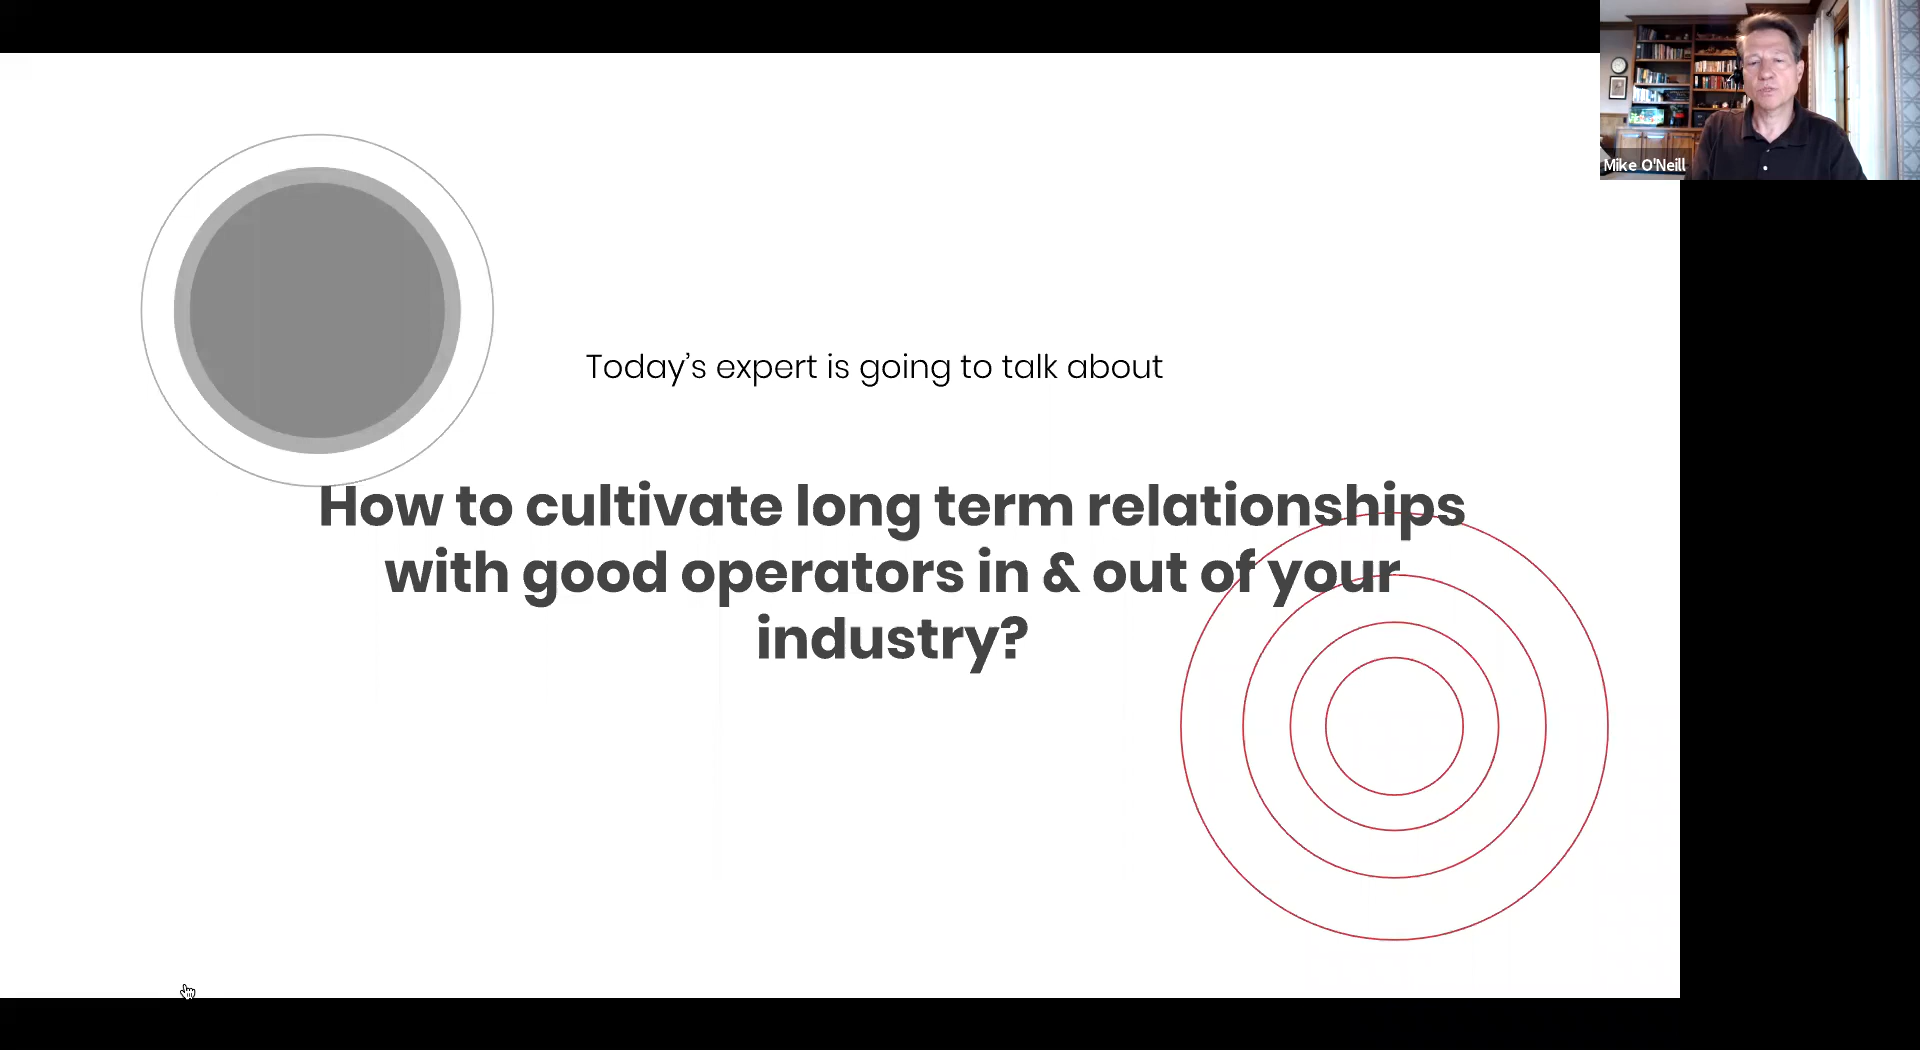 Mike O'Neill
Today’s expert is going to talk about
How to cultivate long term relationships
with good operators in & out of your
industry?